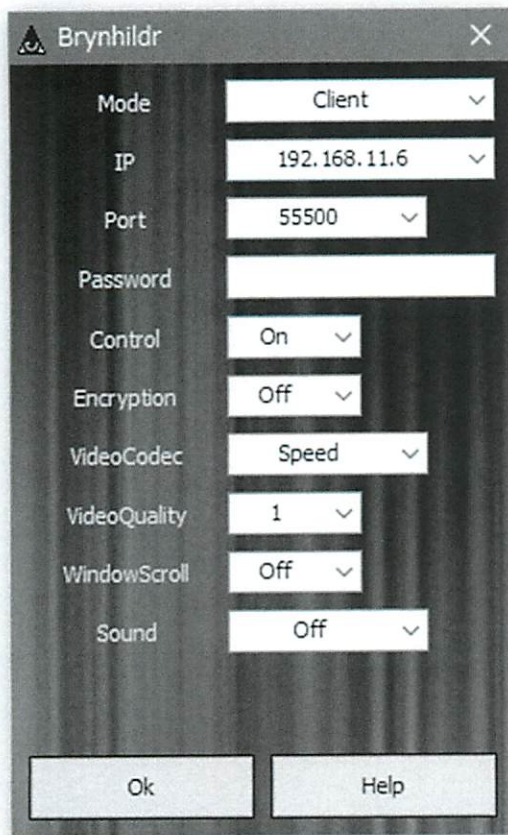 Brynhildr
Mode Client
IP 192.168.11.6
Port 55500
Password
Control On
Encryption Off
VideoCodec Speed
VideoQuality 1
WindowScroll Off
Sound Off
Ok Help